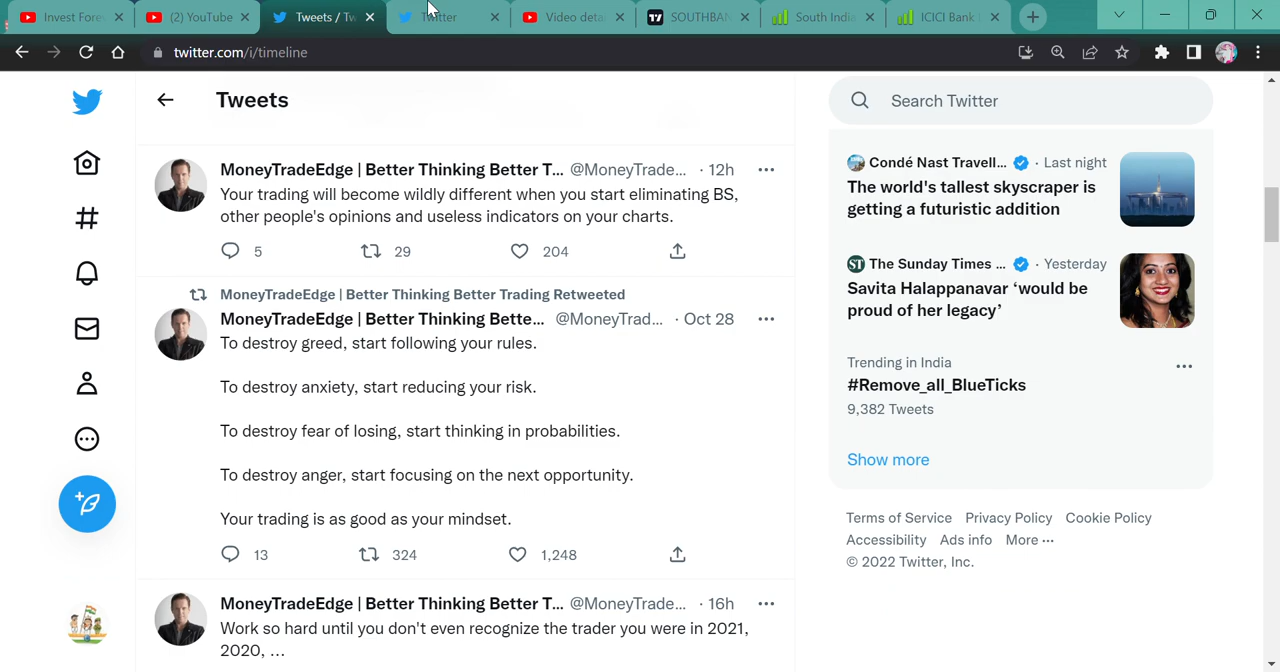 Invest Fore
(2) YouTube
Tweets / Tw
Twitter
Video deta
SOUTHBAN
South India
ICICI Bank
twitter.com/i/timeline
Tweets
MoneyTradeEdge | Better Thinking Better T... @MoneyTrade... · 12h
Your trading will become wildly different when you start eliminating BS,
other people's opinions and useless indicators on your charts.
5 29 204
MoneyTradeEdge | Better Thinking Better Trading Retweeted
MoneyTradeEdge | Better Thinking Bette... @MoneyTrad... · Oct 28
To destroy greed, start following your rules.
To destroy anxiety, start reducing your risk.
To destroy fear of losing, start thinking in probabilities.
To destroy anger, start focusing on the next opportunity.
Your trading is as good as your mindset.
13 324 1,248
MoneyTradeEdge | Better Thinking Better T... @MoneyTrade... · 16h
Work so hard until you don't even recognize the trader you were in 2021,
2020, ...
Search Twitter
Condé Nast Travell... · Last night
The world's tallest skyscraper is
getting a futuristic addition
ST The Sunday Times ... · Yesterday
Savita Halappanavar ‘would be
proud of her legacy’
Trending in India
#Remove_all_BlueTicks
9,382 Tweets
Show more
Terms of Service Privacy Policy Cookie Policy
Accessibility Ads info More ···
© 2022 Twitter, Inc.